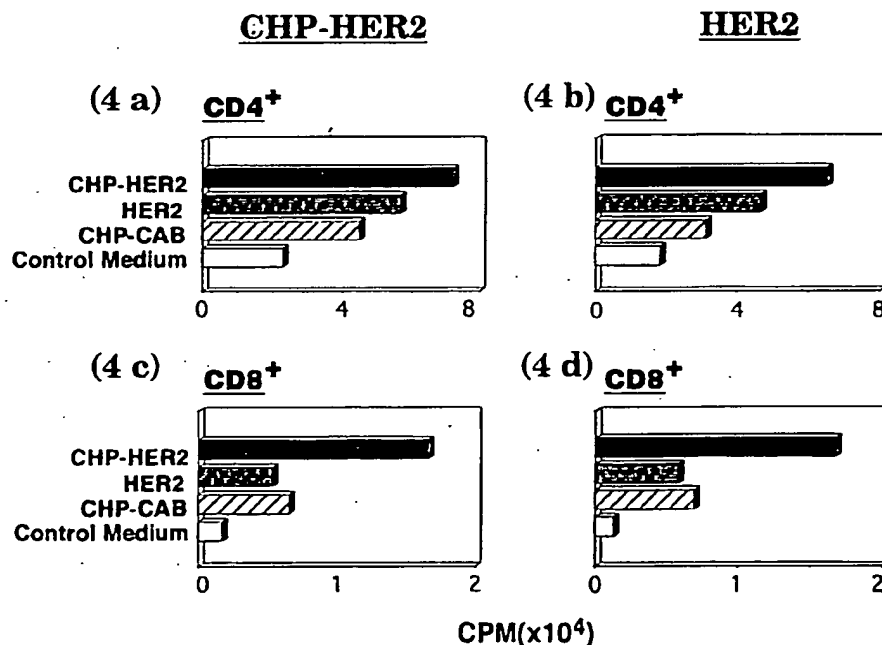 CHP-HER2 HER2
(4 a) CD4+ (4 b) CD4+
CHP-HER2
HER2
CHP-CAB
Control Medium
0 4 8 0 4 8
(4 c) CD8+ (4 d) CD8+
CHP-HER2
HER2
CHP-CAB
Control Medium
0 1 2 0 1 2
CPM(x10⁴)